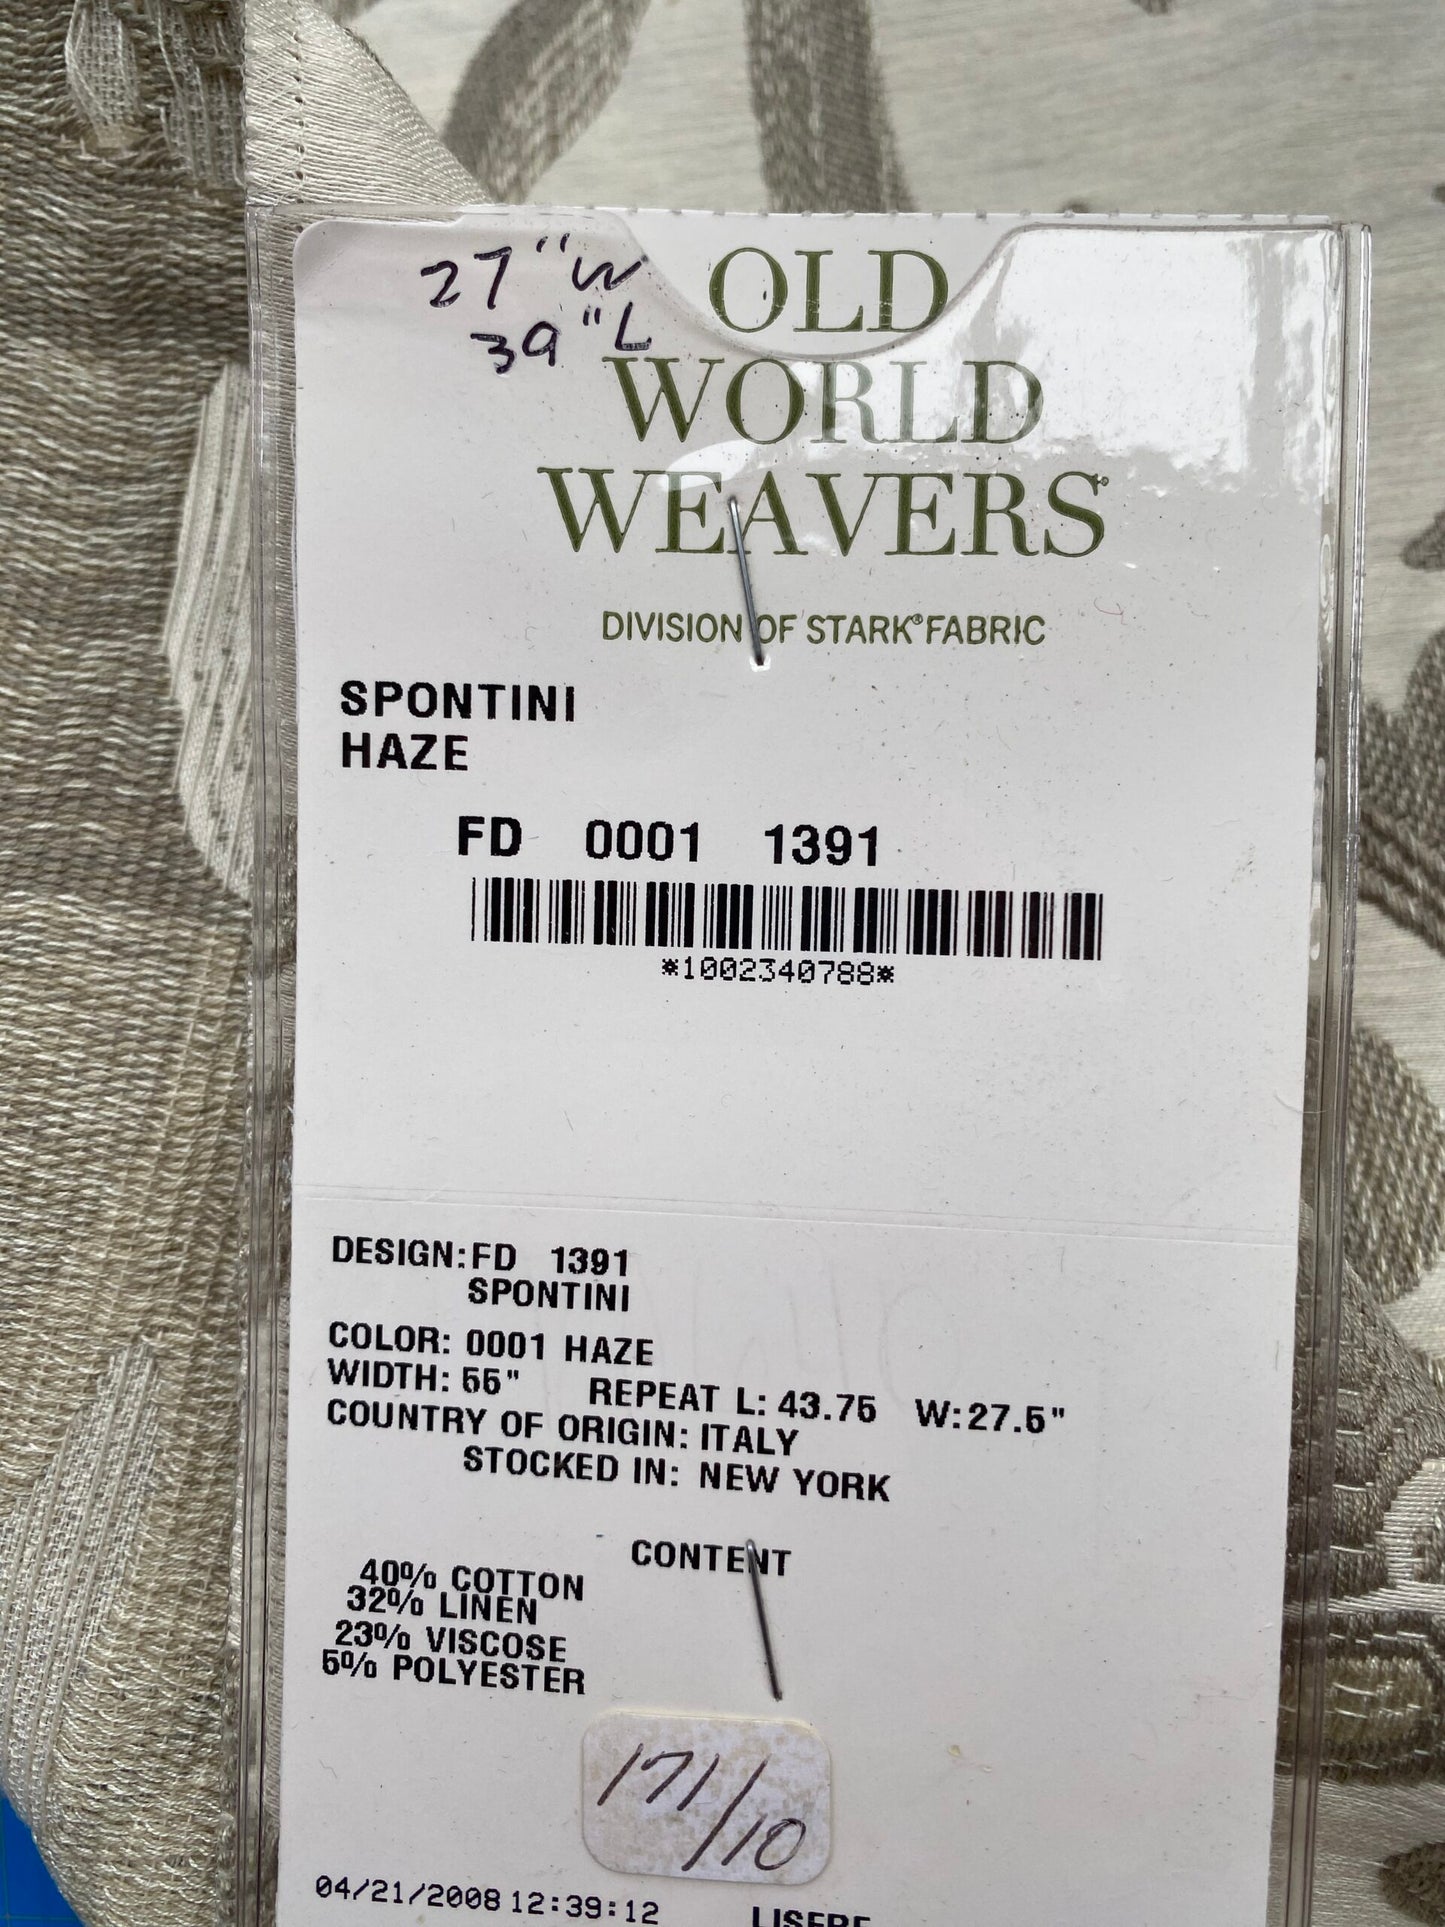 27" W
39" L
OLD
WORLD
WEAVERS®
DIVISION OF STARK® FABRIC
SPONTINI
HAZE
FD 0001 1391
*1002340788*
DESIGN: FD 1391
SPONTINI
COLOR: 0001 HAZE
WIDTH: 55" REPEAT L: 43.75 W: 27.5"
COUNTRY OF ORIGIN: ITALY
STOCKED IN: NEW YORK
CONTENT
40% COTTON
32% LINEN
23% VISCOSE
5% POLYESTER
171/10
04/21/2008 12:39:12 LISERE